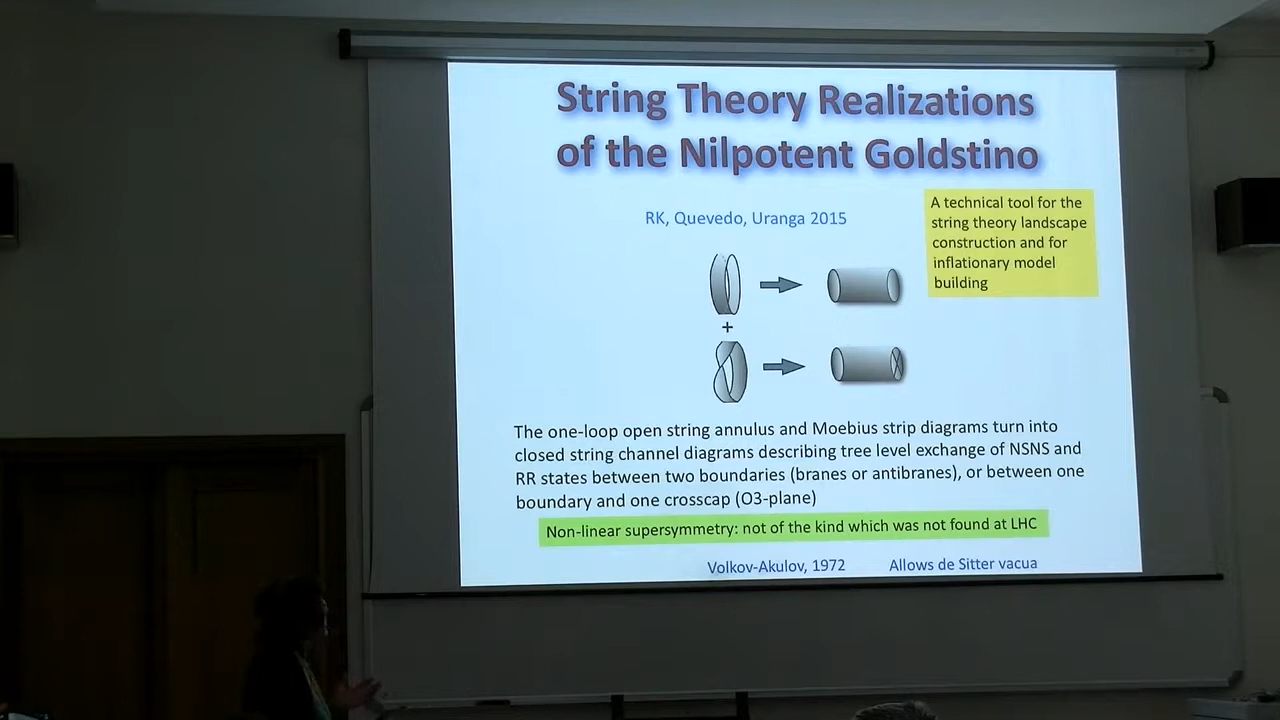 String Theory Realizations
of the Nilpotent Goldstino
RK, Quevedo, Uranga 2015
A technical tool for the
string theory landscape
construction and for
inflationary model
building
+
The one-loop open string annulus and Moebius strip diagrams turn into
closed string channel diagrams describing tree level exchange of NSNS and
RR states between two boundaries (branes or antibranes), or between one
boundary and one crosscap (O3-plane)
Non-linear supersymmetry: not of the kind which was not found at LHC
Volkov-Akulov, 1972 Allows de Sitter vacua